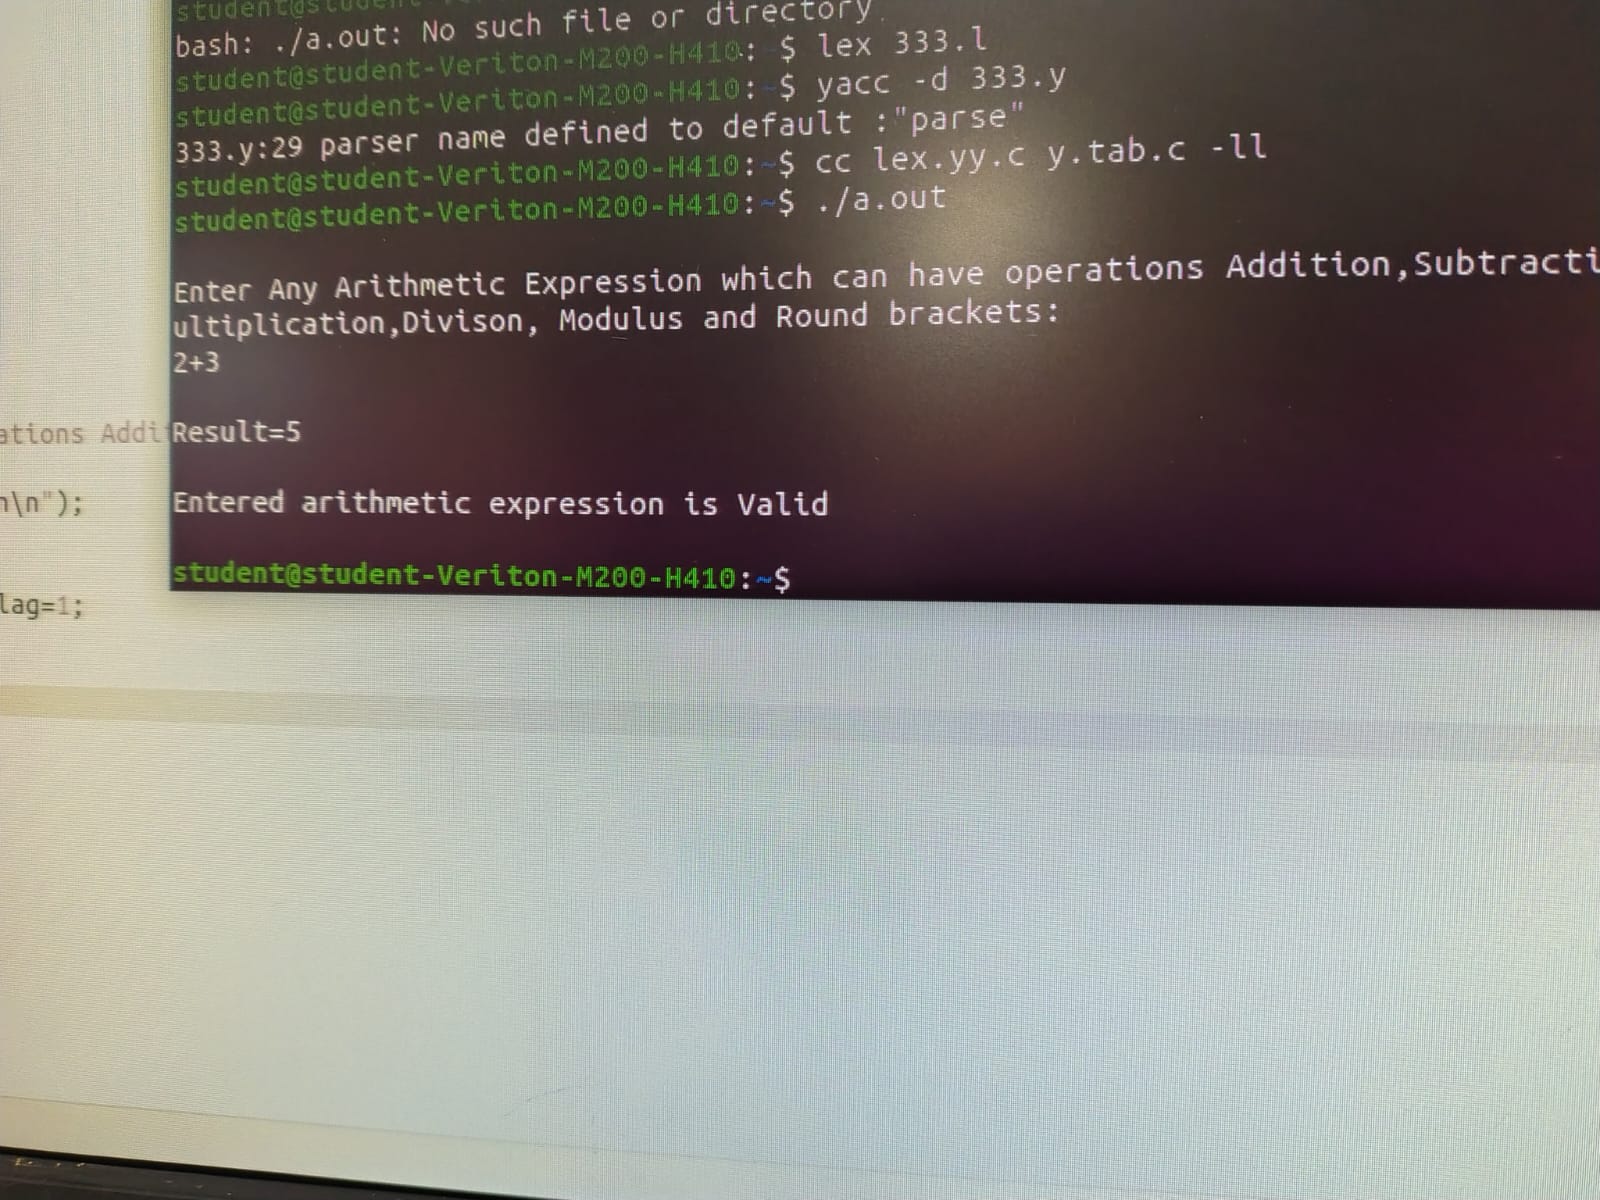 student@student
bash: ./a.out: No such file or directory
student@student-Veriton-M200-H410:~$ lex 333.l
student@student-Veriton-M200-H410:~$ yacc -d 333.y
333.y:29 parser name defined to default :"parse"
student@student-Veriton-M200-H410:~$ cc lex.yy.c y.tab.c -ll
student@student-Veriton-M200-H410:~$ ./a.out
Enter Any Arithmetic Expression which can have operations Addition,Subtracti
ultiplication,Divison, Modulus and Round brackets:
2+3
Result=5
Entered arithmetic expression is Valid
student@student-Veriton-M200-H410:~$
ations Addi
n\n");
lag=1;